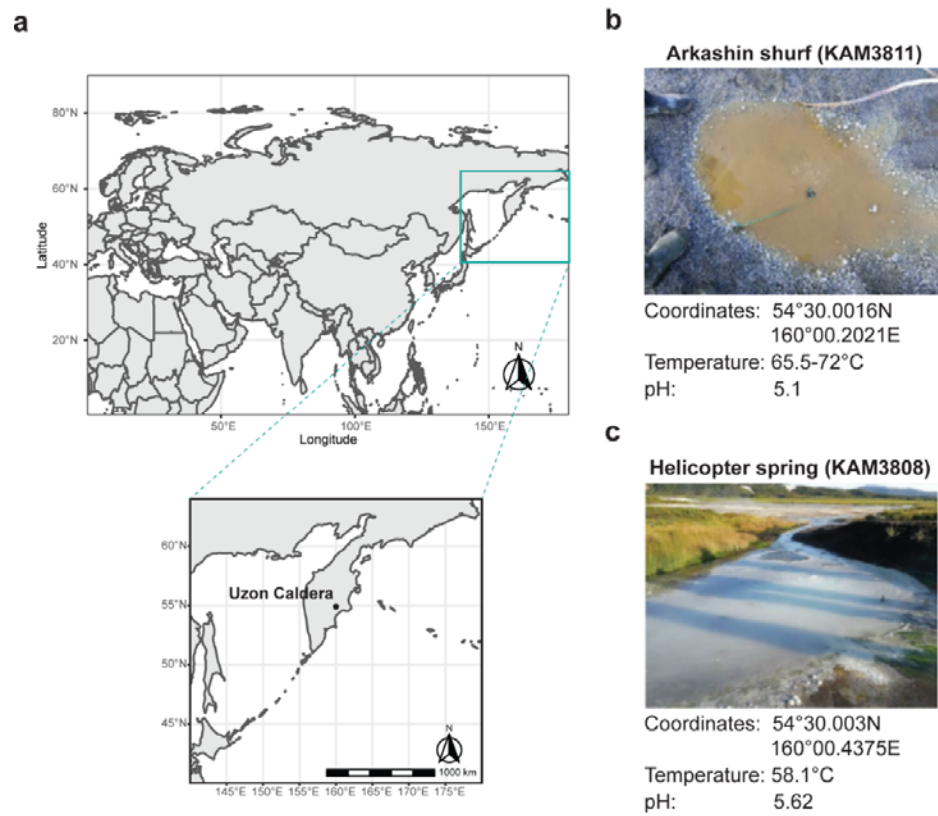 a
80°N
60°N
40°N
20°N
Latitude
N
50°E
100°E
150°E
Longitude
60°N
55°N
50°N
45°N
Uzon Caldera
N
1000 km
145°E
150°E
155°E
160°E
165°E
170°E
175°E
b
Arkashin shurf (KAM3811)
Coordinates: 54°30.0016N
160°00.2021E
Temperature: 65.5-72°C
pH: 5.1
c
Helicopter spring (KAM3808)
Coordinates: 54°30.003N
160°00.4375E
Temperature: 58.1°C
pH: 5.62